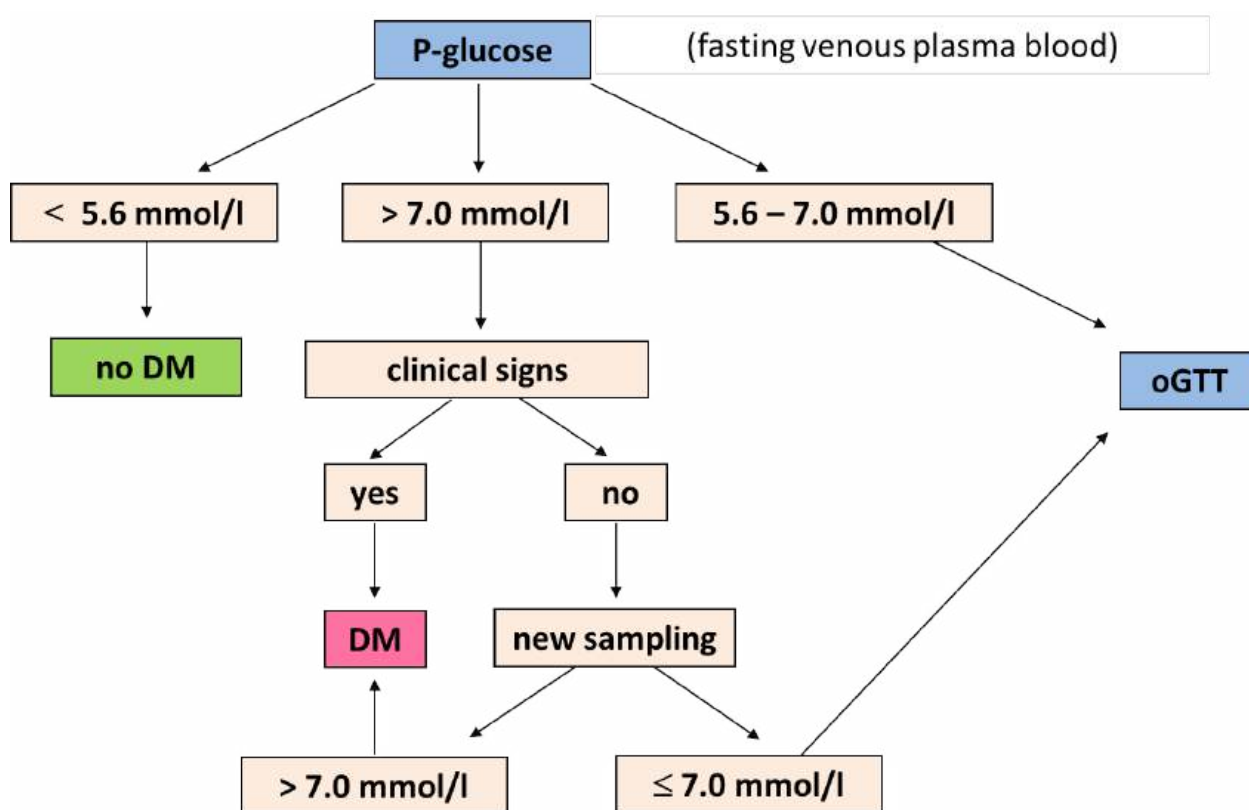 P-glucose
(fasting venous plasma blood)
< 5.6 mmol/l
> 7.0 mmol/l
5.6 – 7.0 mmol/l
no DM
clinical signs
oGTT
yes
no
DM
new sampling
> 7.0 mmol/l
≤ 7.0 mmol/l